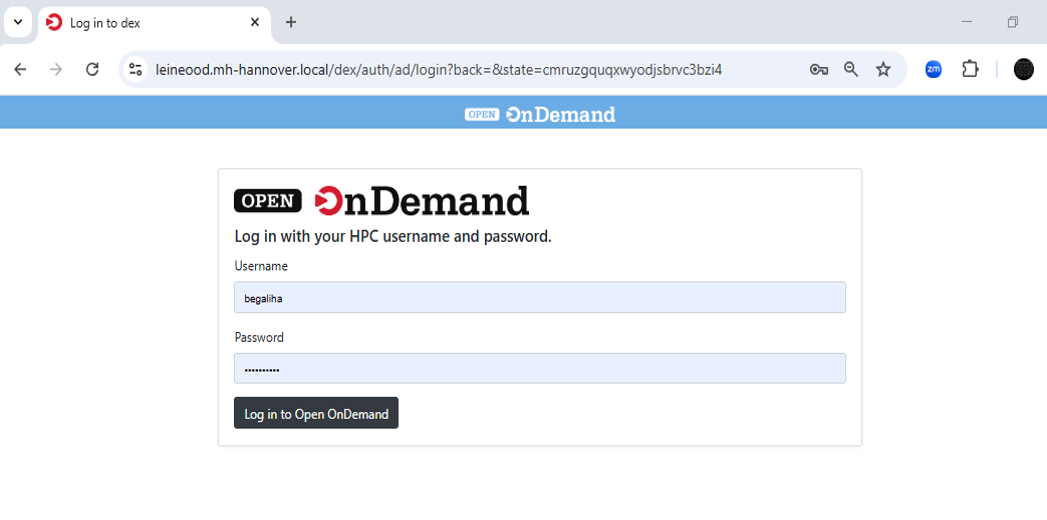 Log in to dex
leineood.mh-hannover.local/dex/auth/ad/login?back=&state=cmruzgquqxwyodjsbrvc3bzi4
zm
OPEN OnDemand
OPEN OnDemand
Log in with your HPC username and password.
Username
begaliha
Password
••••••••••
Log in to Open OnDemand